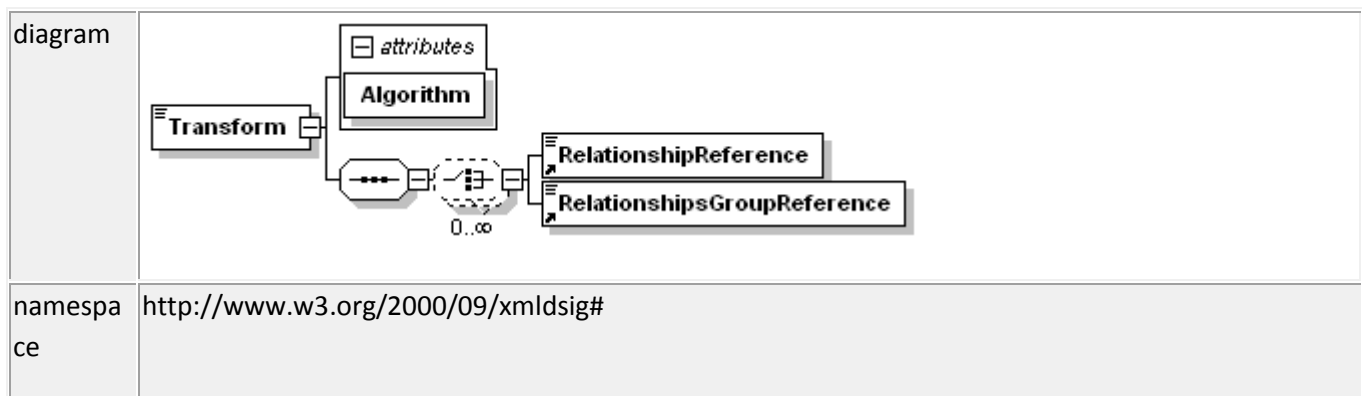 diagram
attributes
Algorithm
Transform
RelationshipReference
RelationshipsGroupReference
0..∞
namespa
ce
http://www.w3.org/2000/09/xmldsig#